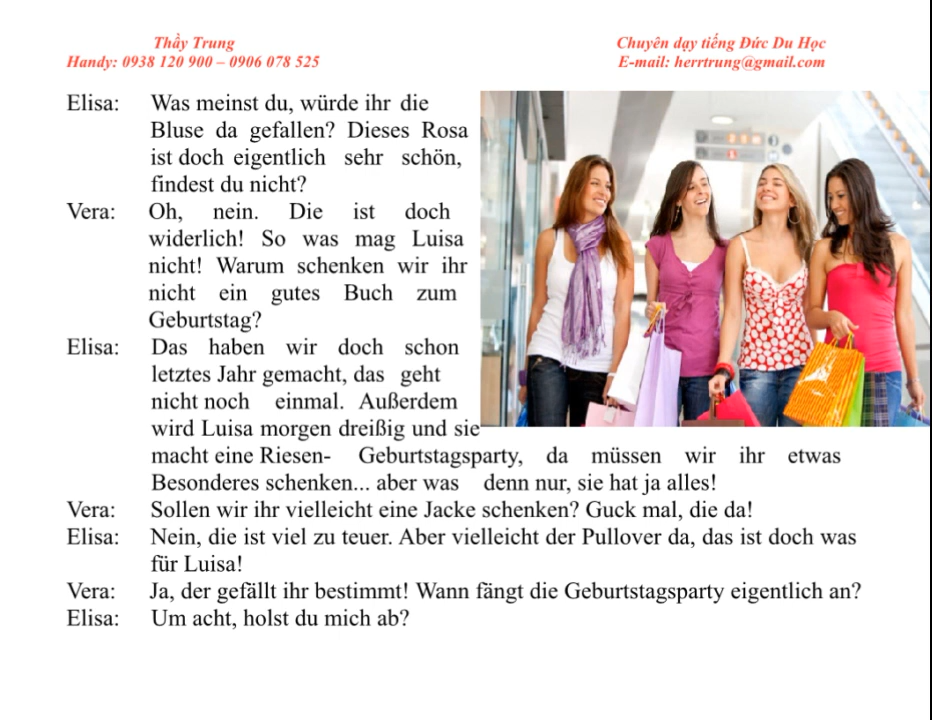 Thầy Trung
Handy: 0938 120 900 – 0906 078 525
Chuyên dạy tiếng Đức Du Học
E-mail: herrtrung@gmail.com
Elisa: Was meinst du, würde ihr die
Bluse da gefallen? Dieses Rosa
ist doch eigentlich sehr schön,
findest du nicht?
Vera: Oh, nein. Die ist doch
widerlich! So was mag Luisa
nicht! Warum schenken wir ihr
nicht ein gutes Buch zum
Geburtstag?
Elisa: Das haben wir doch schon
letztes Jahr gemacht, das geht
nicht noch einmal. Außerdem
wird Luisa morgen dreißig und sie
macht eine Riesen- Geburtstagsparty, da müssen wir ihr etwas
Besonderes schenken... aber was denn nur, sie hat ja alles!
Vera: Sollen wir ihr vielleicht eine Jacke schenken? Guck mal, die da!
Elisa: Nein, die ist viel zu teuer. Aber vielleicht der Pullover da, das ist doch was
für Luisa!
Vera: Ja, der gefällt ihr bestimmt! Wann fängt die Geburtstagsparty eigentlich an?
Elisa: Um acht, holst du mich ab?